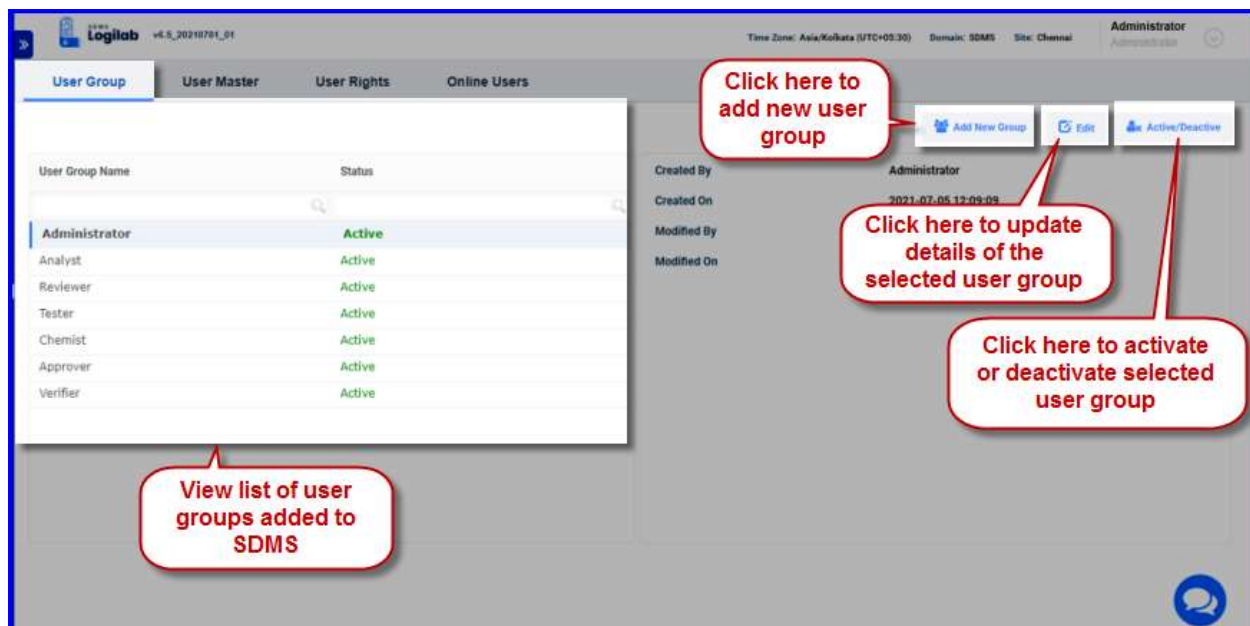 SDMS
Logilab v6.5_20210701_01
Time Zone: Asia/Kolkata (UTC+05:30) Domain: SDMS Site: Chennai
Administrator
Administrator
User Group User Master User Rights Online Users
Click here to
add new user
group
Add New Group Edit Active/Deactive
User Group Name Status
Created By Administrator
Created On 2021-07-05 12:09:09
Modified By
Modified On
Click here to update
details of the
selected user group
Administrator Active
Analyst Active
Reviewer Active
Tester Active
Chemist Active
Approver Active
Verifier Active
Click here to activate
or deactivate selected
user group
View list of user
groups added to
SDMS